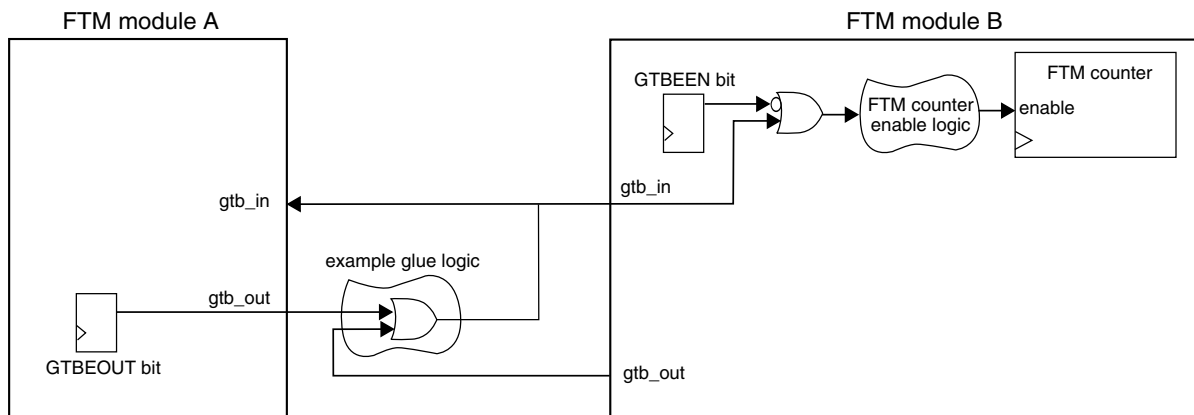 FTM module A
FTM module B
GTBEEN bit
FTM counter
enable logic
FTM counter
enable
gtb_in
gtb_in
example glue logic
gtb_out
GTBEOUT bit
gtb_out